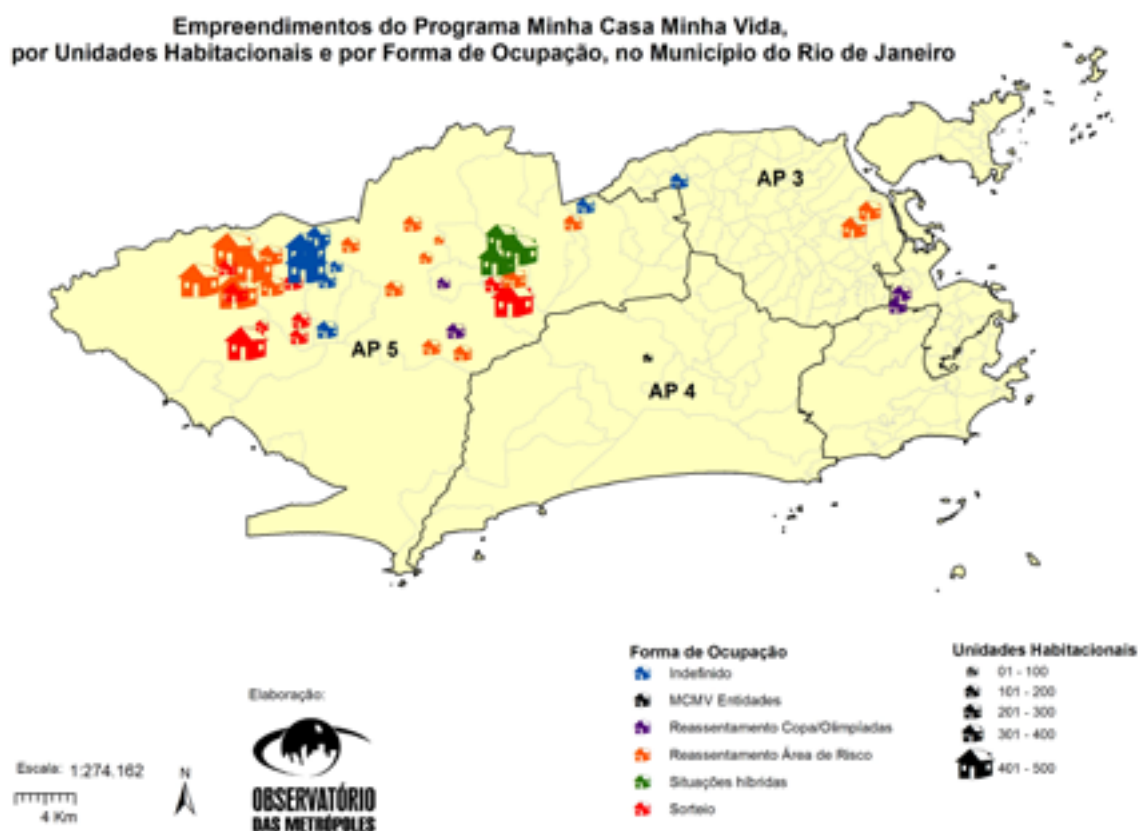 Empreendimentos do Programa Minha Casa Minha Vida,
por Unidades Habitacionais e por Forma de Ocupação, no Município do Rio de Janeiro
AP 3
AP 5
AP 4
Forma de Ocupação
Indefinido
MCMV Entidades
Reassentamento Copa/Olimpíadas
Reassentamento Área de Risco
Situações híbridas
Sorteio
Unidades Habitacionais
01 - 100
101 - 200
201 - 300
301 - 400
401 - 500
Elaboração:
OBSERVATÓRIO
DAS METRÓPOLES
Escala: 1:274.162
N
4 Km